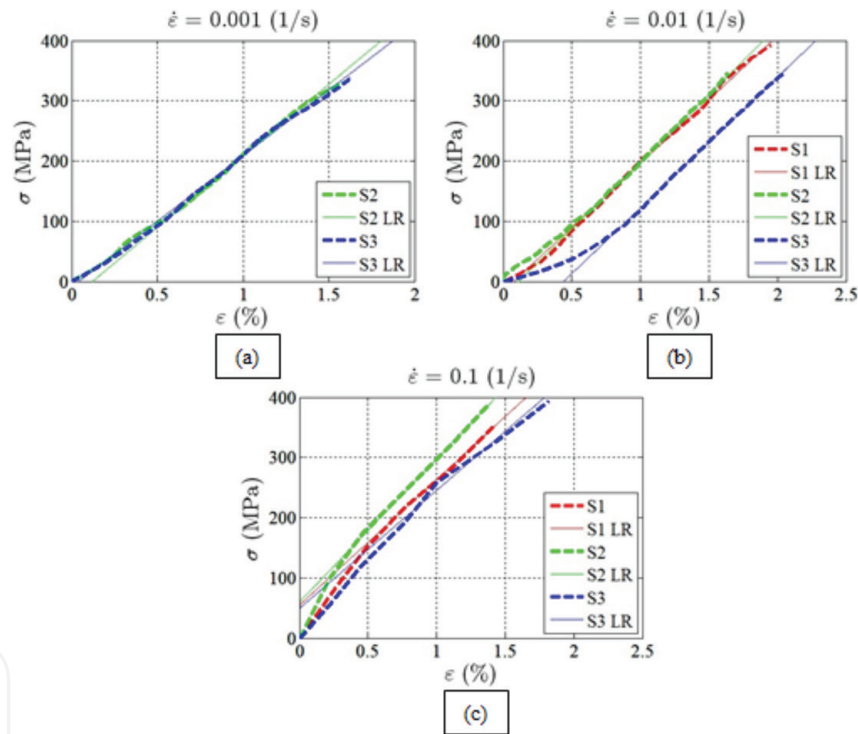 ε̇ = 0.001 (1/s)
400
300
200
100
0
σ (MPa)
0
0.5
1
1.5
2
ε (%)
S2
S2 LR
S3
S3 LR
(a)
ε̇ = 0.01 (1/s)
400
300
200
100
0
σ (MPa)
0
0.5
1
1.5
2
2.5
ε (%)
S1
S1 LR
S2
S2 LR
S3
S3 LR
(b)
ε̇ = 0.1 (1/s)
400
300
200
100
0
σ (MPa)
0
0.5
1
1.5
2
2.5
ε (%)
S1
S1 LR
S2
S2 LR
S3
S3 LR
(c)